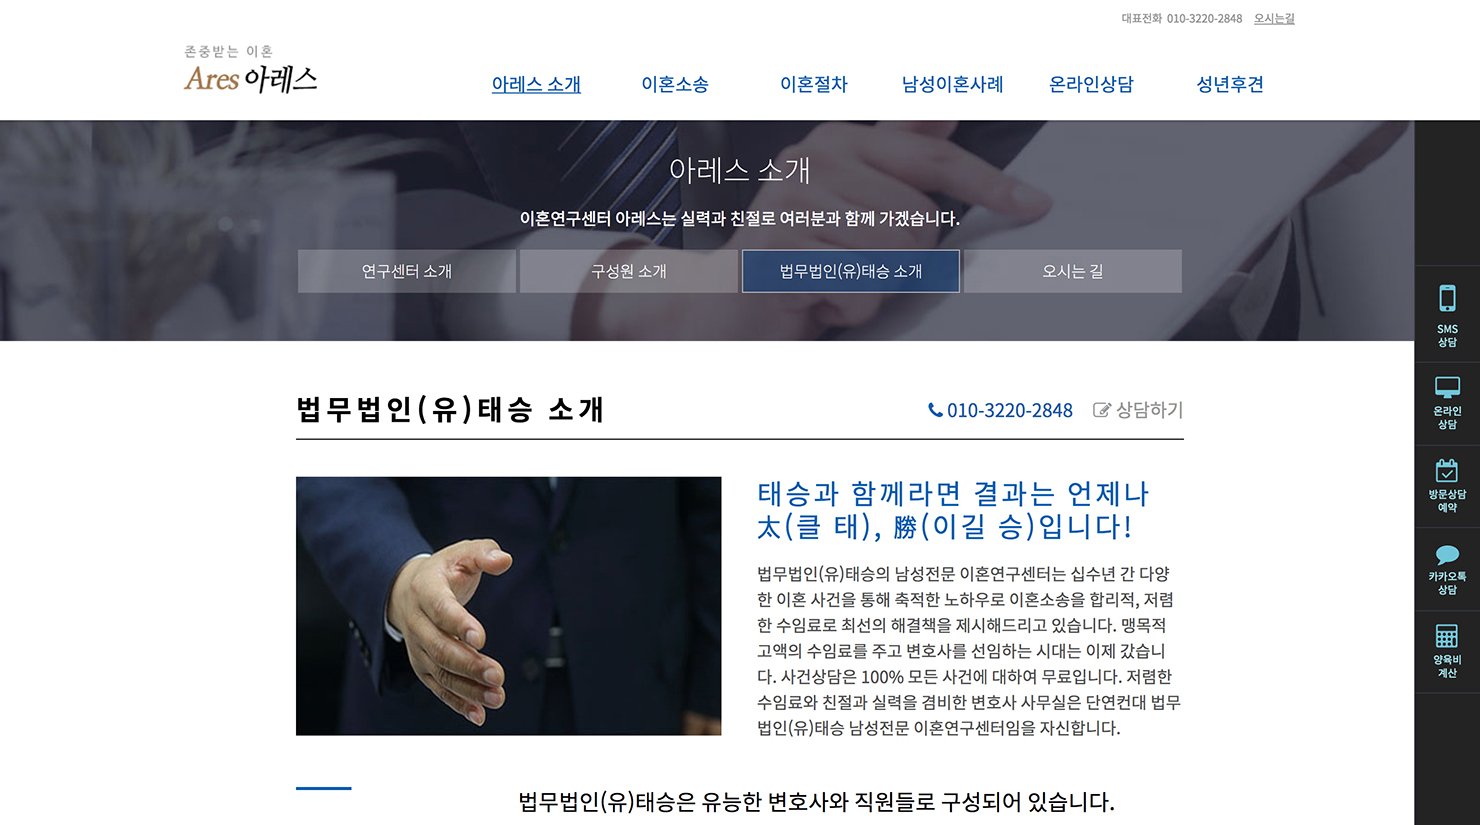 대표전화 010-3220-2848 오시는길
존중받는 이혼
Ares 아레스
아레스 소개 이혼소송 이혼절차 남성이혼사례 온라인상담 성년후견
아레스 소개
이혼연구센터 아레스는 실력과 친절로 여러분과 함께 가겠습니다.
연구센터 소개 구성원 소개 법무법인(유)태승 소개 오시는 길
SMS
상담
온라인
상담
방문상담
예약
카카오톡
상담
양육비
계산
법무법인(유)태승 소개 010-3220-2848 상담하기
태승과 함께라면 결과는 언제나
太(클 태), 勝(이길 승)입니다!
법무법인(유)태승의 남성전문 이혼연구센터는 십수년 간 다양
한 이혼 사건을 통해 축적한 노하우로 이혼소송을 합리적, 저렴
한 수임료로 최선의 해결책을 제시해드리고 있습니다. 맹목적
고액의 수임료를 주고 변호사를 선임하는 시대는 이제 갔습니
다. 사건상담은 100% 모든 사건에 대하여 무료입니다. 저렴한
수임료와 친절과 실력을 겸비한 변호사 사무실은 단연컨대 법무
법인(유)태승 남성전문 이혼연구센터임을 자신합니다.
법무법인(유)태승은 유능한 변호사와 직원들로 구성되어 있습니다.